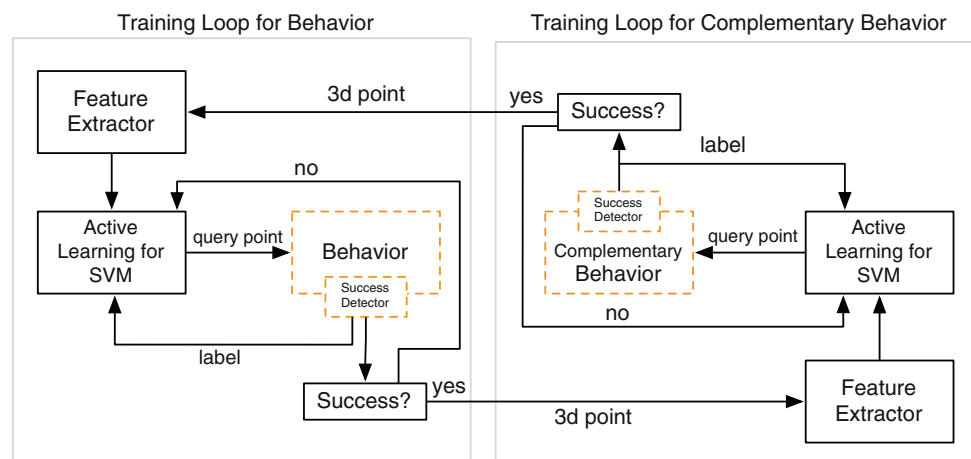 Training Loop for Behavior
Feature
Extractor
3d point
no
Active
Learning for
SVM
query point
Behavior
Success
Detector
label
Success?
yes
3d point
Training Loop for Complementary Behavior
yes
Success?
label
Success
Detector
Complementary
Behavior
query point
Active
Learning for
SVM
no
Feature
Extractor